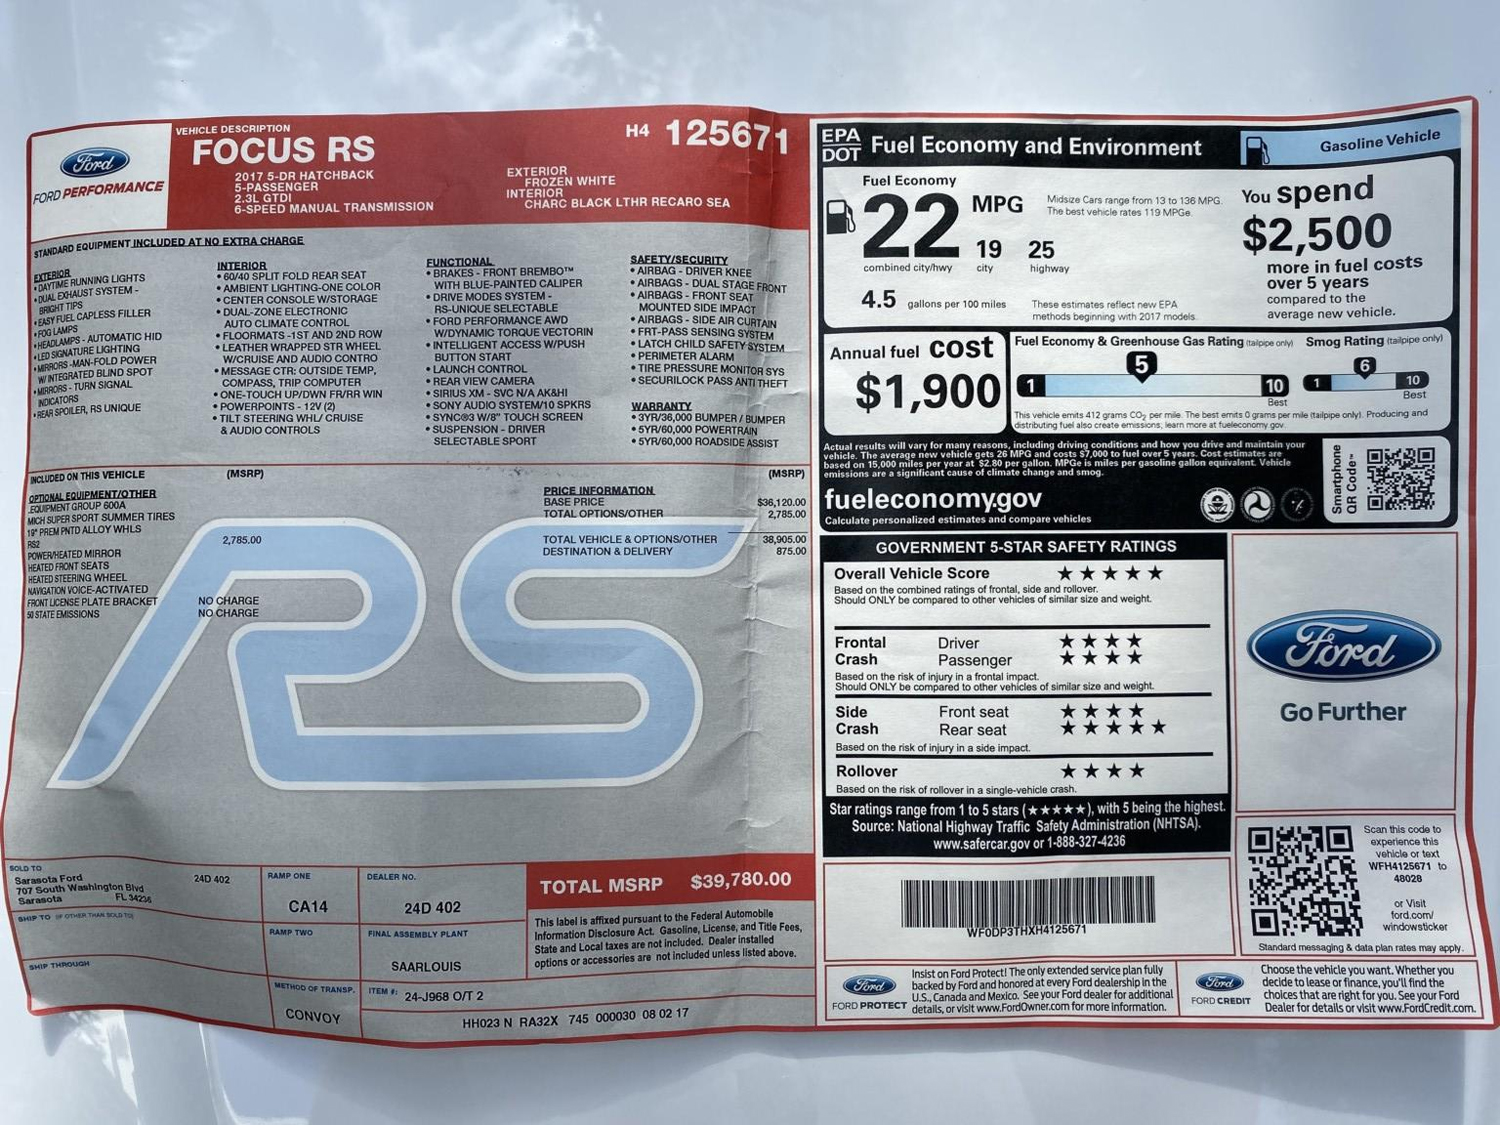 Ford
FORD PERFORMANCE
VEHICLE DESCRIPTION
FOCUS RS
2017 5-DR HATCHBACK
5-PASSENGER
2.3L GTDI
6-SPEED MANUAL TRANSMISSION
H4 125671
EXTERIOR
FROZEN WHITE
INTERIOR
CHARC BLACK LTHR RECARO SEA
STANDARD EQUIPMENT INCLUDED AT NO EXTRA CHARGE
EXTERIOR
• DAYTIME RUNNING LIGHTS
• DUAL EXHAUST SYSTEM -
BRIGHT TIPS
• EASY FUEL CAPLESS FILLER
• FOG LAMPS
• HEADLAMPS - AUTOMATIC HID
• LED SIGNATURE LIGHTING
• MIRRORS-MAN-FOLD POWER
W/ INTEGRATED BLIND SPOT
• MIRRORS - TURN SIGNAL
INDICATORS
• REAR SPOILER, RS UNIQUE
INTERIOR
• 60/40 SPLIT FOLD REAR SEAT
• AMBIENT LIGHTING-ONE COLOR
• CENTER CONSOLE W/STORAGE
• DUAL-ZONE ELECTRONIC
AUTO CLIMATE CONTROL
• FLOORMATS -1ST AND 2ND ROW
• LEATHER WRAPPED STR WHEEL
W/CRUISE AND AUDIO CONTRO
• MESSAGE CTR: OUTSIDE TEMP,
COMPASS, TRIP COMPUTER
• ONE-TOUCH UP/DWN FR/RR WIN
• POWERPOINTS - 12V (2)
• TILT STEERING WHL/ CRUISE
& AUDIO CONTROLS
FUNCTIONAL
• BRAKES - FRONT BREMBO™
WITH BLUE-PAINTED CALIPER
• DRIVE MODES SYSTEM -
RS-UNIQUE SELECTABLE
• FORD PERFORMANCE AWD
W/DYNAMIC TORQUE VECTORIN
• INTELLIGENT ACCESS W/PUSH
BUTTON START
• LAUNCH CONTROL
• REAR VIEW CAMERA
• SIRIUS XM - SVC N/A AK&HI
• SONY AUDIO SYSTEM/10 SPKRS
• SYNC®3 W/8" TOUCH SCREEN
• SUSPENSION - DRIVER
SELECTABLE SPORT
SAFETY/SECURITY
• AIRBAG - DRIVER KNEE
• AIRBAGS - DUAL STAGE FRONT
• AIRBAGS - FRONT SEAT
MOUNTED SIDE IMPACT
• AIRBAGS - SIDE AIR CURTAIN
• FRT-PASS SENSING SYSTEM
• LATCH CHILD SAFETY SYSTEM
• PERIMETER ALARM
• TIRE PRESSURE MONITOR SYS
• SECURILOCK PASS ANTI THEFT
WARRANTY
• 3YR/36,000 BUMPER / BUMPER
• 5YR/60,000 POWERTRAIN
• 5YR/60,000 ROADSIDE ASSIST
INCLUDED ON THIS VEHICLE (MSRP)
OPTIONAL EQUIPMENT/OTHER
EQUIPMENT GROUP 600A
MICH SUPER SPORT SUMMER TIRES
19" PREM PNTD ALLOY WHLS
RS2 2,785.00
POWER/HEATED MIRROR
HEATED FRONT SEATS
HEATED STEERING WHEEL
NAVIGATION VOICE-ACTIVATED
FRONT LICENSE PLATE BRACKET NO CHARGE
50 STATE EMISSIONS NO CHARGE
(MSRP)
PRICE INFORMATION
BASE PRICE $36,120.00
TOTAL OPTIONS/OTHER 2,785.00
TOTAL VEHICLE & OPTIONS/OTHER 38,905.00
DESTINATION & DELIVERY 875.00
RS
SOLD TO
Sarasota Ford 24D 402
707 South Washington Blvd
Sarasota FL 34236
SHIP TO (IF OTHER THAN SOLD TO)
SHIP THROUGH
RAMP ONE
CA14
RAMP TWO
METHOD OF TRANSP.
CONVOY
DEALER NO.
24D 402
FINAL ASSEMBLY PLANT
SAARLOUIS
ITEM #: 24-J968 O/T 2
HH023 N RA32X 745 000030 08 02 17
TOTAL MSRP $39,780.00
This label is affixed pursuant to the Federal Automobile
Information Disclosure Act. Gasoline, License, and Title Fees,
State and Local taxes are not included. Dealer installed
options or accessories are not included unless listed above.
EPA
DOT
Fuel Economy and Environment
Gasoline Vehicle
Fuel Economy
22 MPG
combined city/hwy
19
city
25
highway
4.5 gallons per 100 miles
Midsize Cars range from 13 to 136 MPG.
The best vehicle rates 119 MPGe.
These estimates reflect new EPA
methods beginning with 2017 models.
You spend
$2,500
more in fuel costs
over 5 years
compared to the
average new vehicle.
Annual fuel cost
$1,900
Fuel Economy & Greenhouse Gas Rating (tailpipe only)
1 5 10
Best
Smog Rating (tailpipe only)
1 6 10
Best
This vehicle emits 412 grams CO2 per mile. The best emits 0 grams per mile (tailpipe only). Producing and
distributing fuel also create emissions; learn more at fueleconomy.gov.
Actual results will vary for many reasons, including driving conditions and how you drive and maintain your
vehicle. The average new vehicle gets 26 MPG and costs $7,000 to fuel over 5 years. Cost estimates are
based on 15,000 miles per year at $2.80 per gallon. MPGe is miles per gasoline gallon equivalent. Vehicle
emissions are a significant cause of climate change and smog.
fueleconomy.gov
Calculate personalized estimates and compare vehicles
Smartphone
QR Code™
GOVERNMENT 5-STAR SAFETY RATINGS
Overall Vehicle Score ★★★★★
Based on the combined ratings of frontal, side and rollover.
Should ONLY be compared to other vehicles of similar size and weight.
Frontal Driver ★★★★
Crash Passenger ★★★★
Based on the risk of injury in a frontal impact.
Should ONLY be compared to other vehicles of similar size and weight.
Side Front seat ★★★★
Crash Rear seat ★★★★★
Based on the risk of injury in a side impact.
Rollover ★★★★
Based on the risk of rollover in a single-vehicle crash.
Star ratings range from 1 to 5 stars (★★★★★), with 5 being the highest.
Source: National Highway Traffic Safety Administration (NHTSA).
www.safercar.gov or 1-888-327-4236
Ford
Go Further
WF0DP3THXH4125671
Scan this code to
experience this
vehicle or text
WFH4125671 to
48028
or Visit
ford.com/
windowsticker
Standard messaging & data plan rates may apply.
Ford
FORD PROTECT
Insist on Ford Protect! The only extended service plan fully
backed by Ford and honored at every Ford dealership in the
U.S., Canada and Mexico. See your Ford dealer for additional
details, or visit www.FordOwner.com for more information.
Ford
FORD CREDIT
Choose the vehicle you want. Whether you
decide to lease or finance, you'll find the
choices that are right for you. See your Ford
Dealer for details or visit www.FordCredit.com.